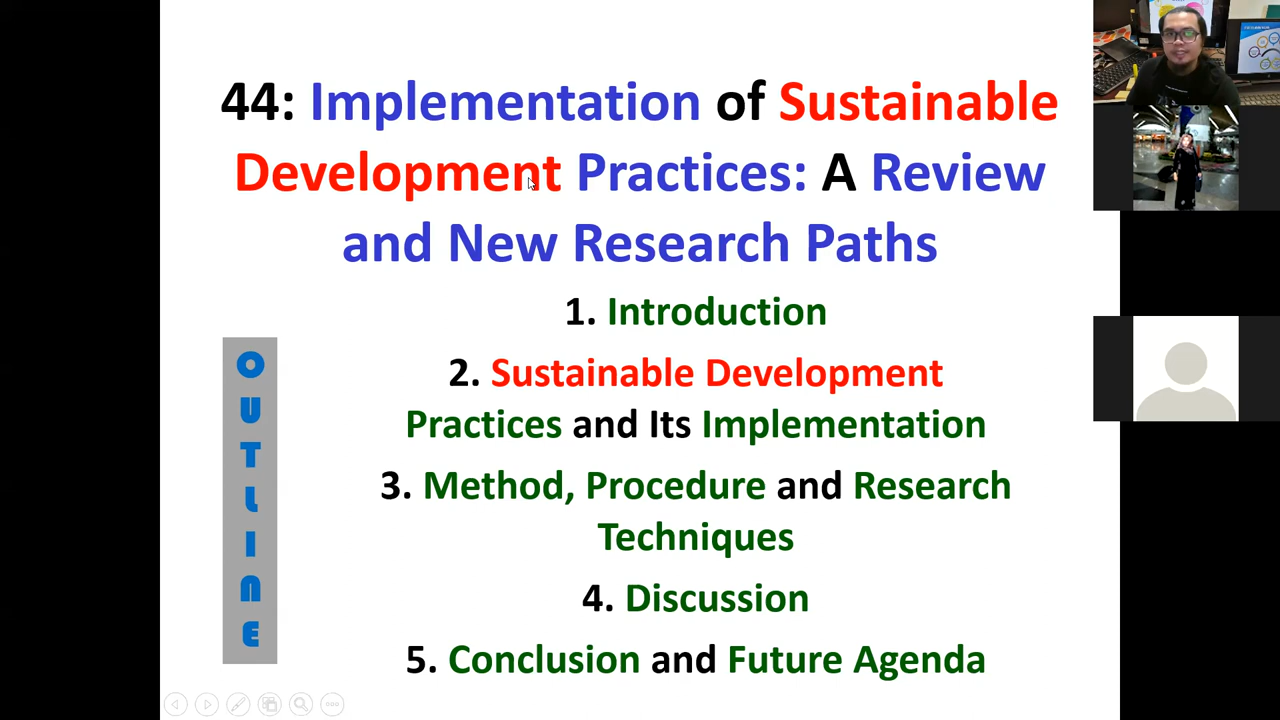 44: Implementation of Sustainable
Development Practices: A Review
and New Research Paths
1. Introduction
2. Sustainable Development
Practices and Its Implementation
3. Method, Procedure and Research
Techniques
4. Discussion
5. Conclusion and Future Agenda
OUTLINE